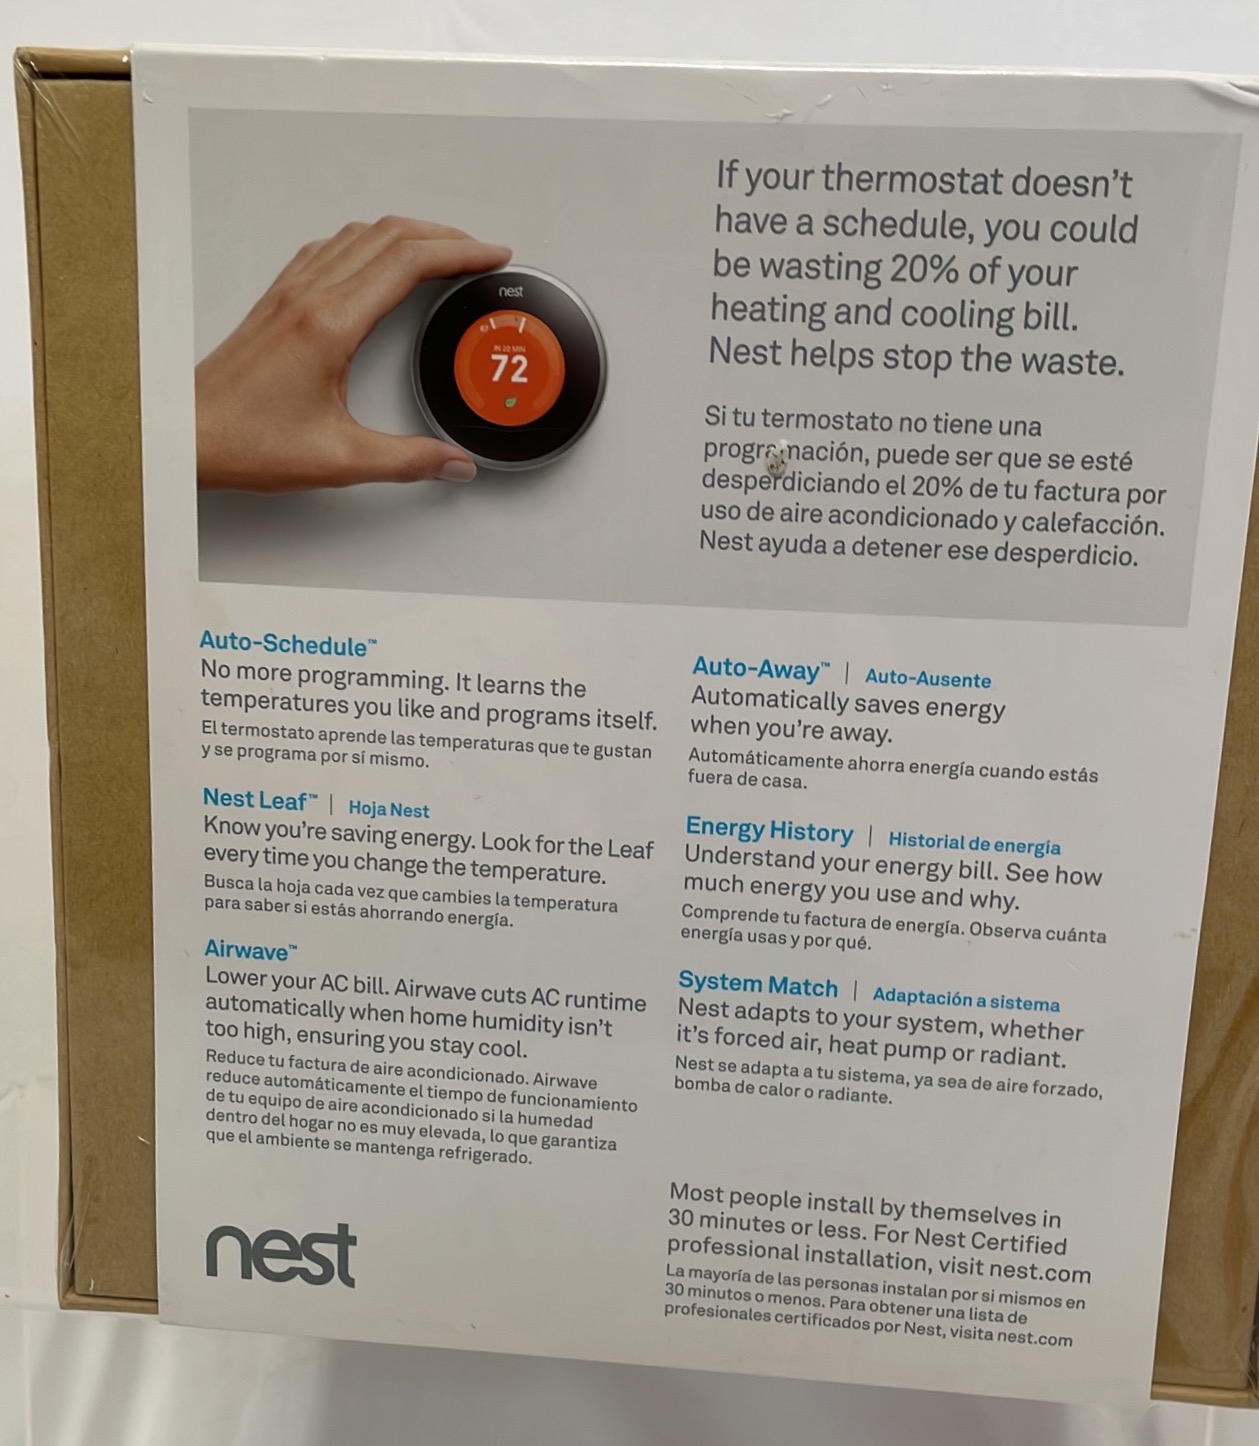 nest
IN 20 MIN
72
If your thermostat doesn't
have a schedule, you could
be wasting 20% of your
heating and cooling bill.
Nest helps stop the waste.
Si tu termostato no tiene una
programación, puede ser que se esté
desperdiciando el 20% de tu factura por
uso de aire acondicionado y calefacción.
Nest ayuda a detener ese desperdicio.
Auto-Schedule™
No more programming. It learns the
temperatures you like and programs itself.
El termostato aprende las temperaturas que te gustan
y se programa por sí mismo.
Nest Leaf™ | Hoja Nest
Know you're saving energy. Look for the Leaf
every time you change the temperature.
Busca la hoja cada vez que cambies la temperatura
para saber si estás ahorrando energía.
Airwave™
Lower your AC bill. Airwave cuts AC runtime
automatically when home humidity isn't
too high, ensuring you stay cool.
Reduce tu factura de aire acondicionado. Airwave
reduce automáticamente el tiempo de funcionamiento
de tu equipo de aire acondicionado si la humedad
dentro del hogar no es muy elevada, lo que garantiza
que el ambiente se mantenga refrigerado.
Auto-Away™ | Auto-Ausente
Automatically saves energy
when you're away.
Automáticamente ahorra energía cuando estás
fuera de casa.
Energy History | Historial de energía
Understand your energy bill. See how
much energy you use and why.
Comprende tu factura de energía. Observa cuánta
energía usas y por qué.
System Match | Adaptación a sistema
Nest adapts to your system, whether
it's forced air, heat pump or radiant.
Nest se adapta a tu sistema, ya sea de aire forzado,
bomba de calor o radiante.
nest
Most people install by themselves in
30 minutes or less. For Nest Certified
professional installation, visit nest.com
La mayoría de las personas instalan por si mismos en
30 minutos o menos. Para obtener una lista de
profesionales certificados por Nest, visita nest.com